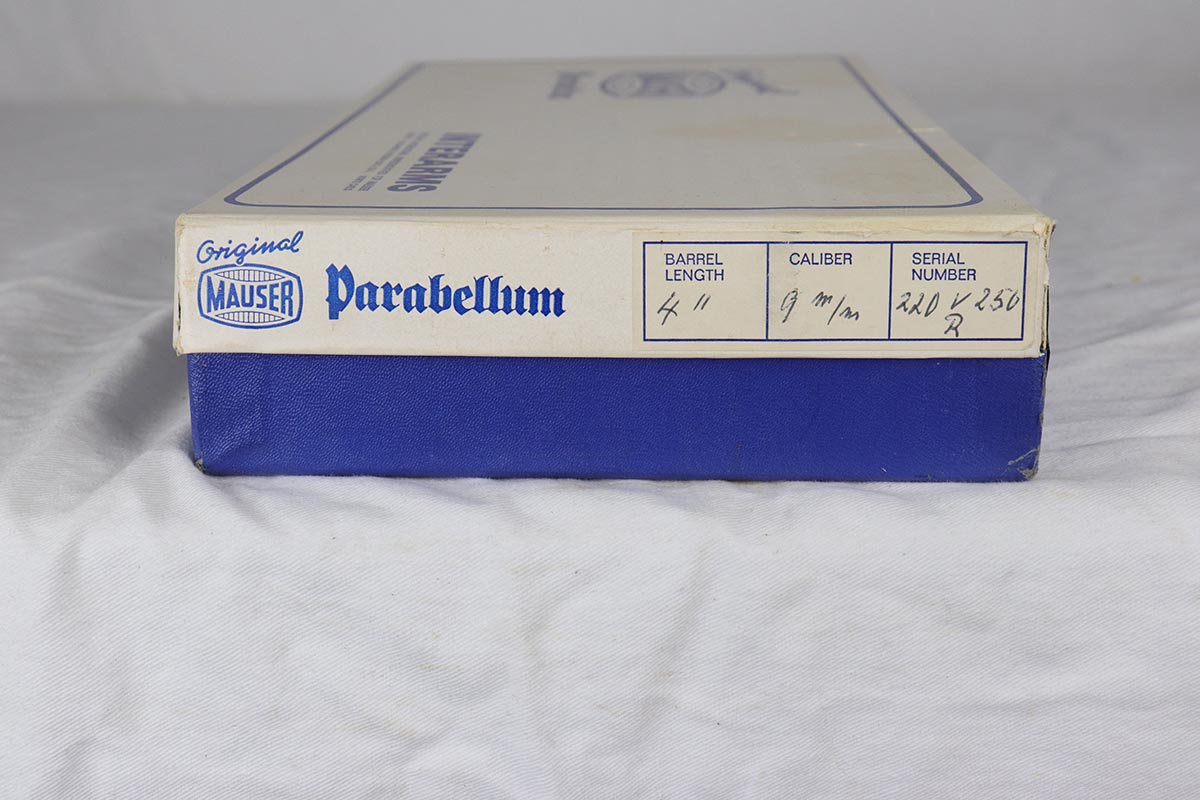 INTERARMS
Original
MAUSER
Parabellum
BARREL LENGTH
4"
CALIBER
9 m/m
SERIAL NUMBER
220 V 250
R